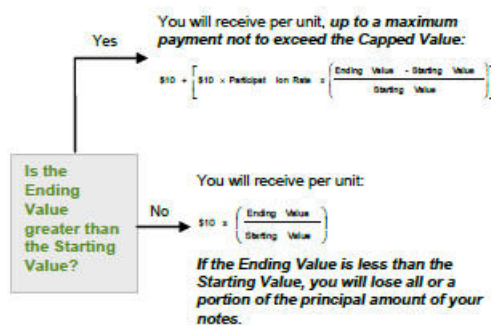 You will receive per unit, up to a maximum
payment not to exceed the Capped Value:
Yes
$10 + [ $10 × Participat ion Rate × ( Ending Value - Starting Value
Starting Value ) ]
Is the
Ending
Value
greater than
the Starting
Value?
No
You will receive per unit:
$10 × ( Ending Value
Starting Value )
If the Ending Value is less than the
Starting Value, you will lose all or a
portion of the principal amount of your
notes.